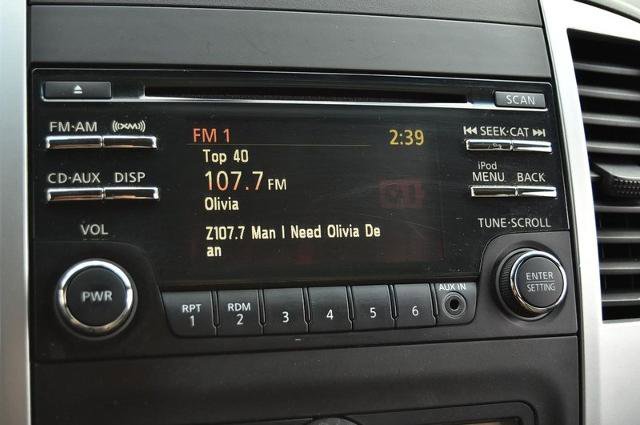 SCAN
FM·AM ((XM))
SEEK·CAT
CD·AUX DISP
iPod
MENU BACK
VOL
TUNE·SCROLL
FM 1 2:39
Top 40
107.7 FM
Olivia
Z107.7 Man I Need Olivia De
an
PWR
ENTER
SETTING
AUX IN
RPT
1
RDM
2
3
4
5
6